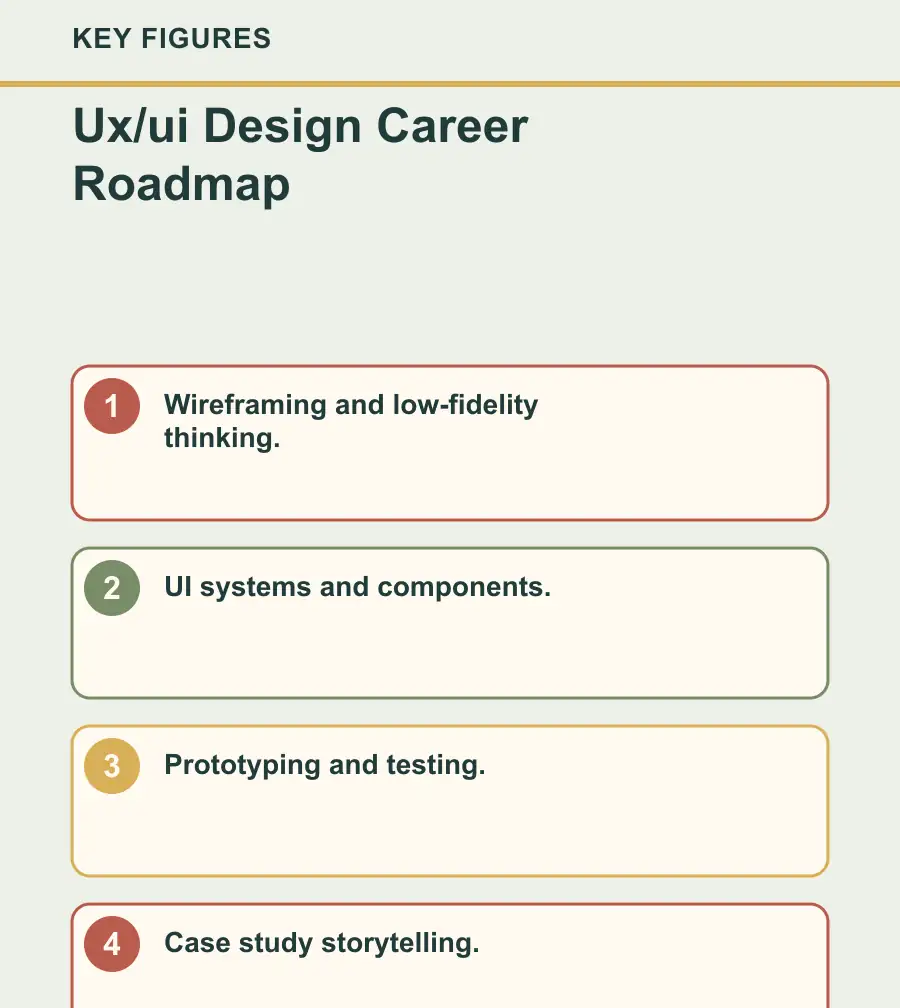 KEY FIGURES
Ux/ui Design Career
Roadmap
1
Wireframing and low-fidelity
thinking.
2
UI systems and components.
3
Prototyping and testing.
4
Case study storytelling.